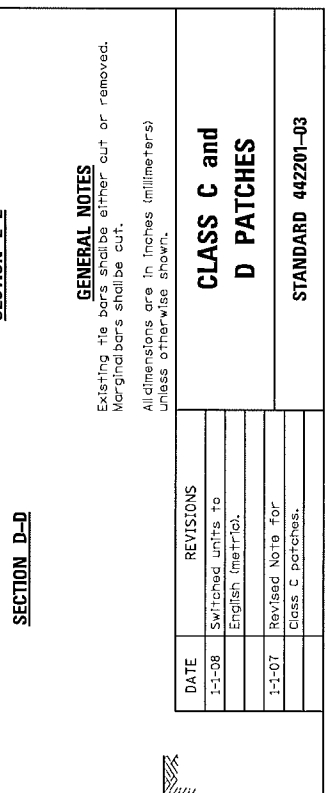 SECTION D–D
GENERAL NOTES
Existing tie bars shall be either cut or removed.
Marginal bars shall be cut.
All dimensions are in inches (millimeters)
unless otherwise shown.
DATE
REVISIONS
1-1-08
Switched units to
English (metric).
1-1-07
Revised Note for
Class C patches.
CLASS C and
D PATCHES
STANDARD 442201–03